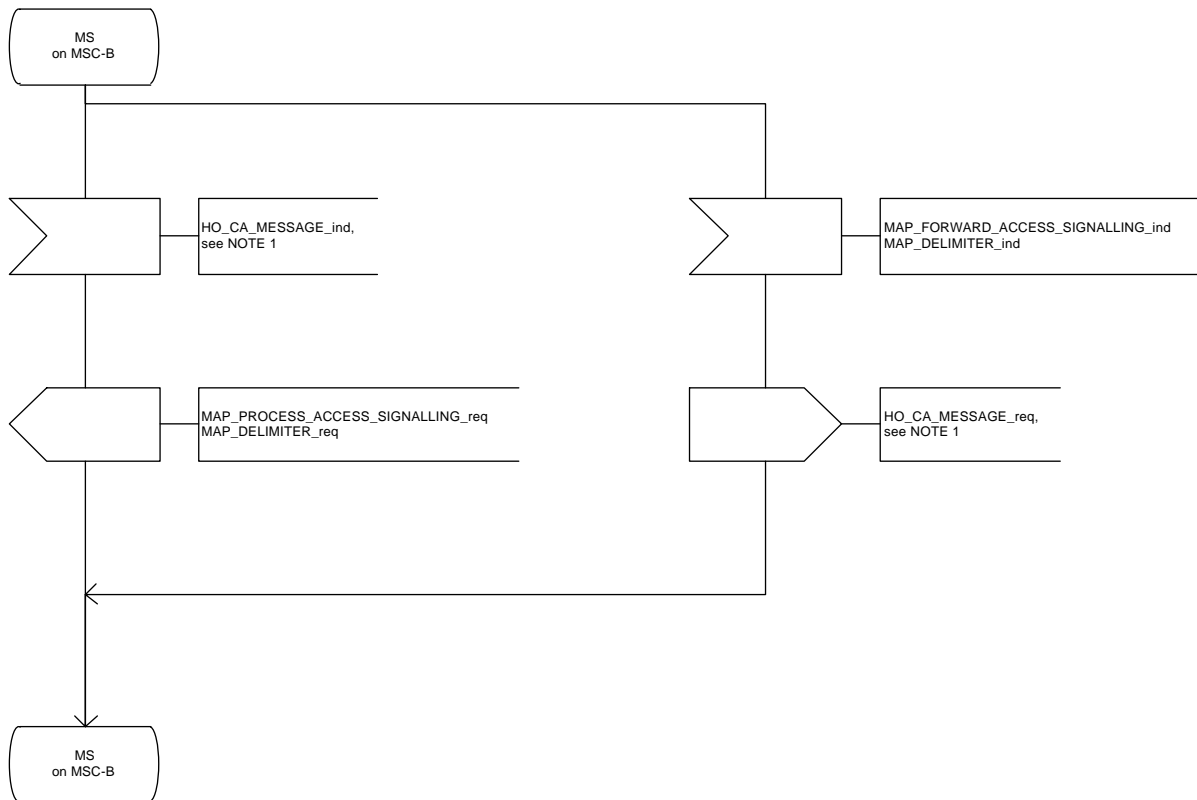 MS
on MSC-B
HO_CA_MESSAGE_ind,
see NOTE 1
MAP_FORWARD_ACCESS_SIGNALLING_ind
MAP_DELIMITER_ind
MAP_PROCESS_ACCESS_SIGNALLING_req
MAP_DELIMITER_req
HO_CA_MESSAGE_req,
see NOTE 1
MS
on MSC-B